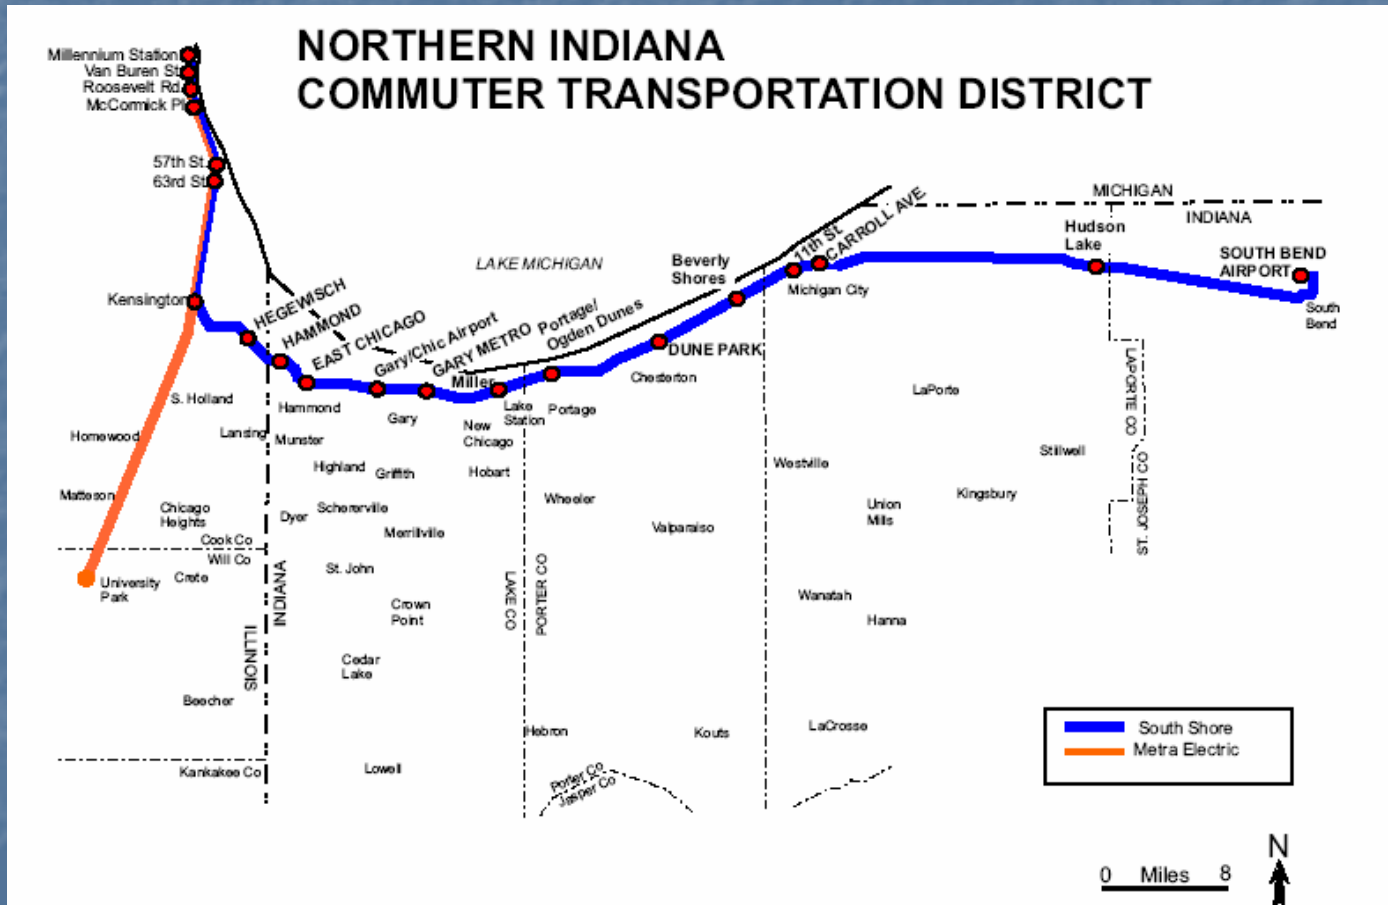 NORTHERN INDIANA
COMMUTER TRANSPORTATION DISTRICT
Millennium Station
Van Buren St
Roosevelt Rd
McCormick Pl
57th St.
63rd St
Kensington
HEGEWISCH
HAMMOND
EAST CHICAGO
Gary/Chic Airport
GARY METRO
Miller
Portage/
Ogden Dunes
DUNE PARK
Beverly
Shores
11th St
CARROLL AVE
Hudson
Lake
SOUTH BEND
AIRPORT
South
Bend
LAKE MICHIGAN
MICHIGAN
INDIANA
Michigan City
Chesterton
LaPorte
LAPORTE CO
ST. JOSEPH CO
S. Holland
Hammond
Gary
Lake
Station
Portage
Homewood
Lansing
Munster
New
Chicago
Highland
Griffith
Hobart
Westville
Stillwell
Matteson
Chicago
Heights
Dyer
Schererville
Merrillville
Wheeler
Valparaiso
Union
Mills
Kingsbury
Cook Co
Will Co
University
Park
Crete
INDIANA
ILLINOIS
St. John
Crown
Point
LAKE CO
PORTER CO
Wanatah
Hanna
Cedar
Lake
Beecher
Hebron
Kouts
LaCrosse
Kankakee Co
Lowell
Porter Co
Jasper Co
South Shore
Metra Electric
N
0 Miles 8